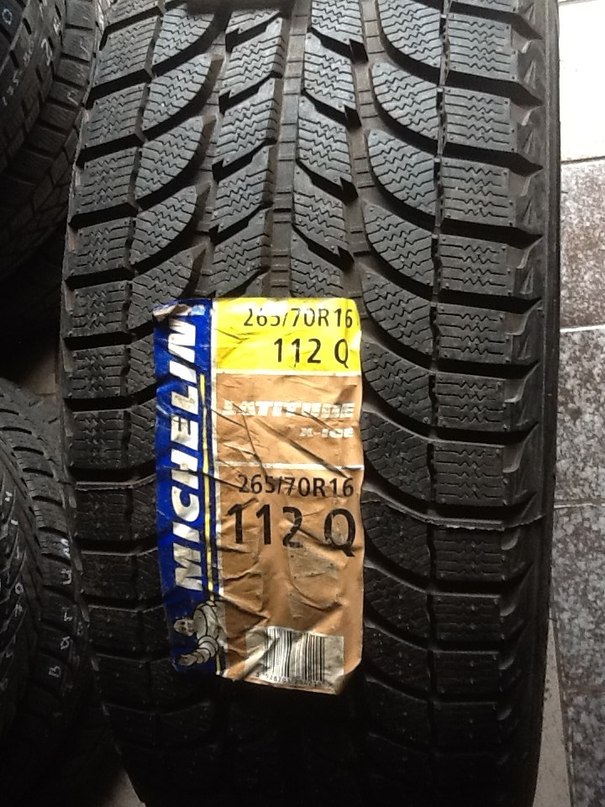 MICHELIN
265/70R16
112 Q
LATITUDE
X-ICE
265/70R16
112 Q